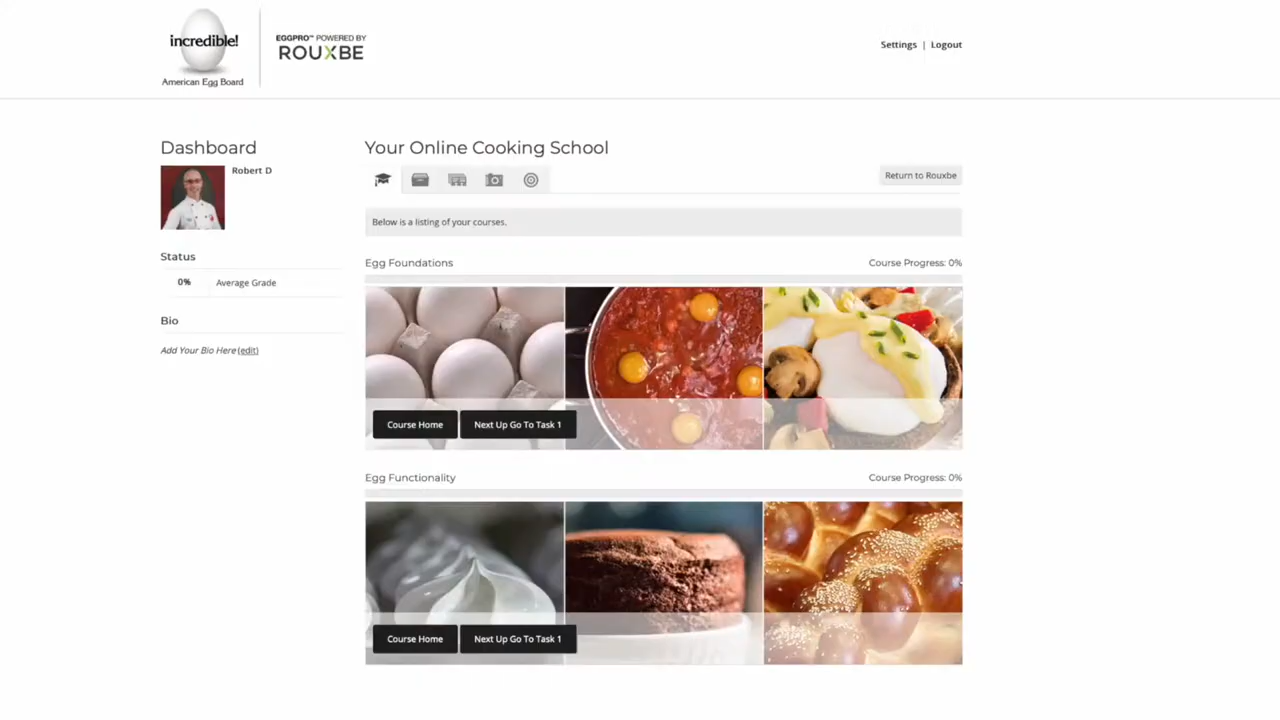 incredible!
American Egg Board
EGGPRO™ POWERED BY
ROUXBE
Settings | Logout
Dashboard
Robert D
Status
0% Average Grade
Bio
Add Your Bio Here (edit)
Your Online Cooking School
Return to Rouxbe
Below is a listing of your courses.
Egg Foundations
Course Progress: 0%
Course Home
Next Up Go To Task 1
Egg Functionality
Course Progress: 0%
Course Home
Next Up Go To Task 1